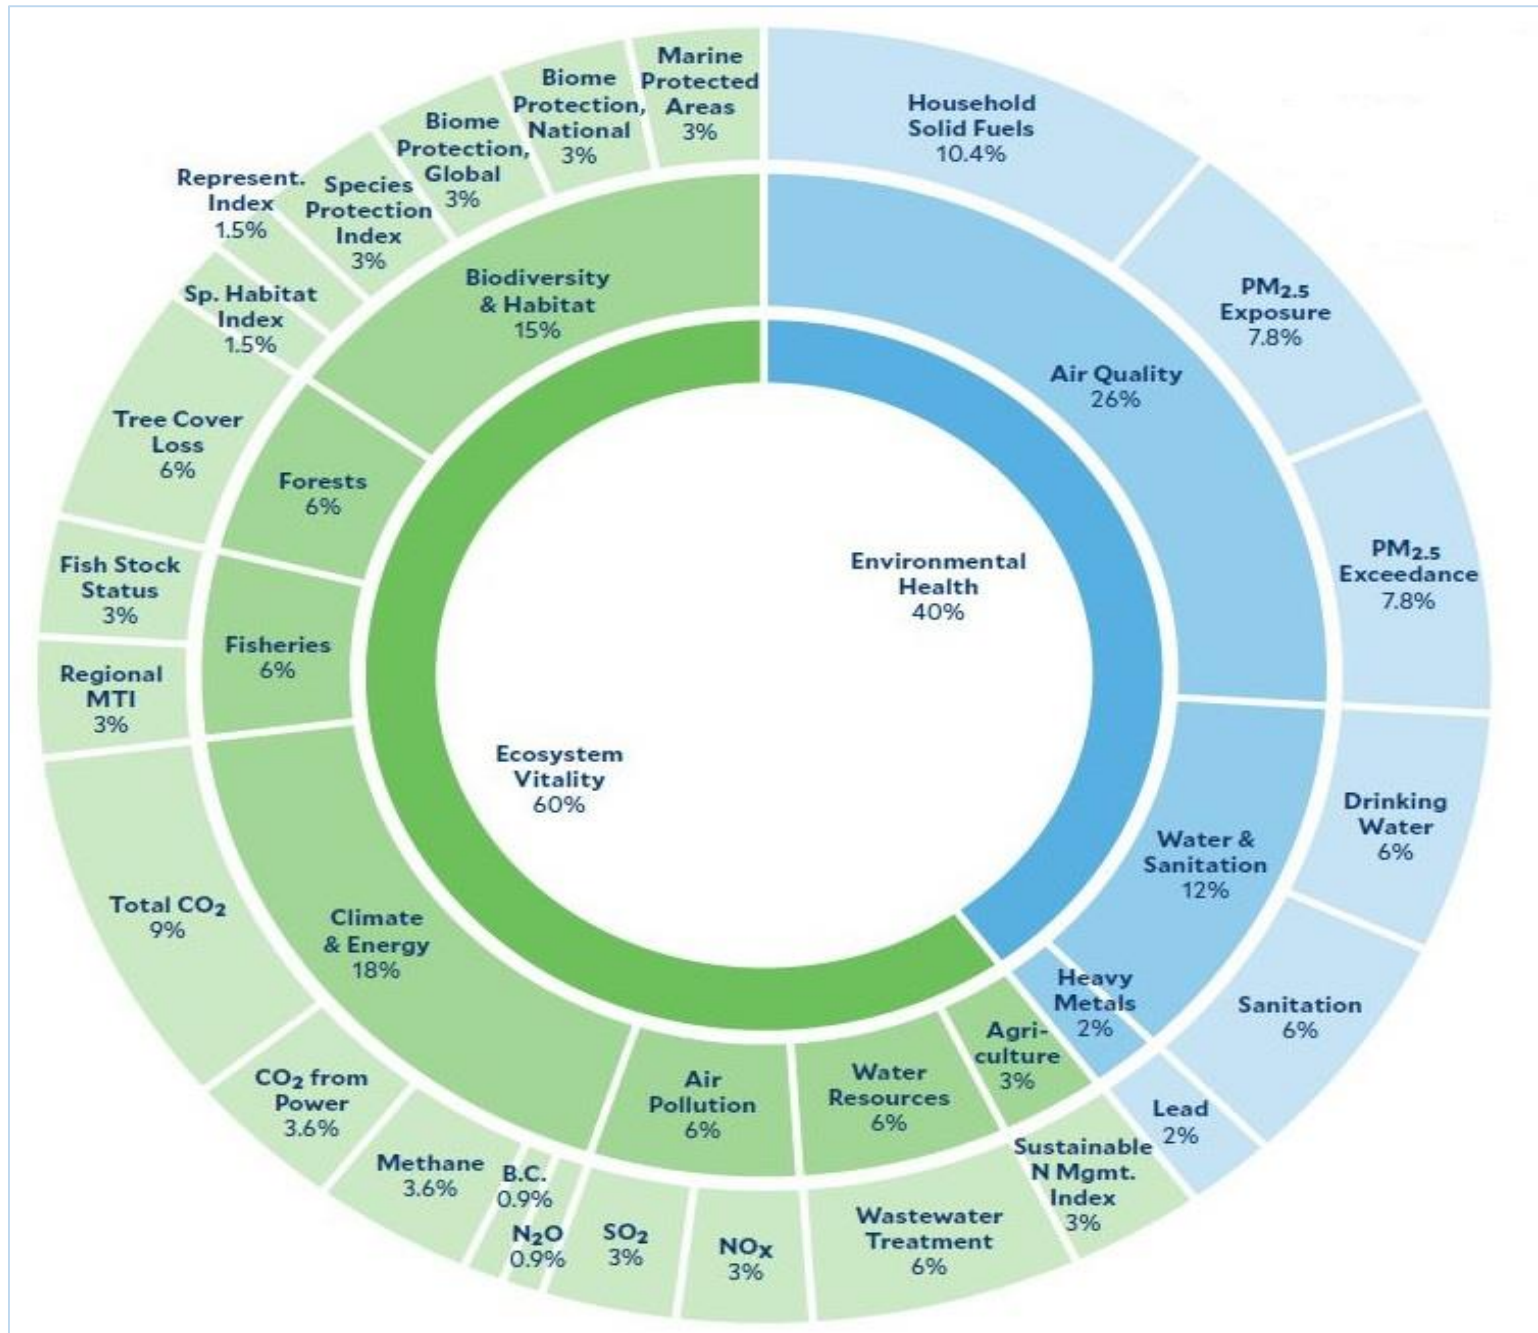 Marine
Protected
Areas
3%
Biome
Protection,
National
3%
Biome
Protection,
Global
3%
Species
Protection
Index
3%
Represent.
Index
1.5%
Sp. Habitat
Index
1.5%
Tree Cover
Loss
6%
Fish Stock
Status
3%
Regional
MTI
3%
Total CO₂
9%
CO₂ from
Power
3.6%
Methane
3.6%
B.C.
0.9%
N₂O
0.9%
SO₂
3%
NOx
3%
Wastewater
Treatment
6%
Sustainable
N Mgmt.
Index
3%
Lead
2%
Sanitation
6%
Drinking
Water
6%
PM₂.₅
Exceedance
7.8%
PM₂.₅
Exposure
7.8%
Household
Solid Fuels
10.4%
Biodiversity
& Habitat
15%
Forests
6%
Fisheries
6%
Climate
& Energy
18%
Air
Pollution
6%
Water
Resources
6%
Agri-
culture
3%
Heavy
Metals
2%
Water &
Sanitation
12%
Air Quality
26%
Environmental
Health
40%
Ecosystem
Vitality
60%